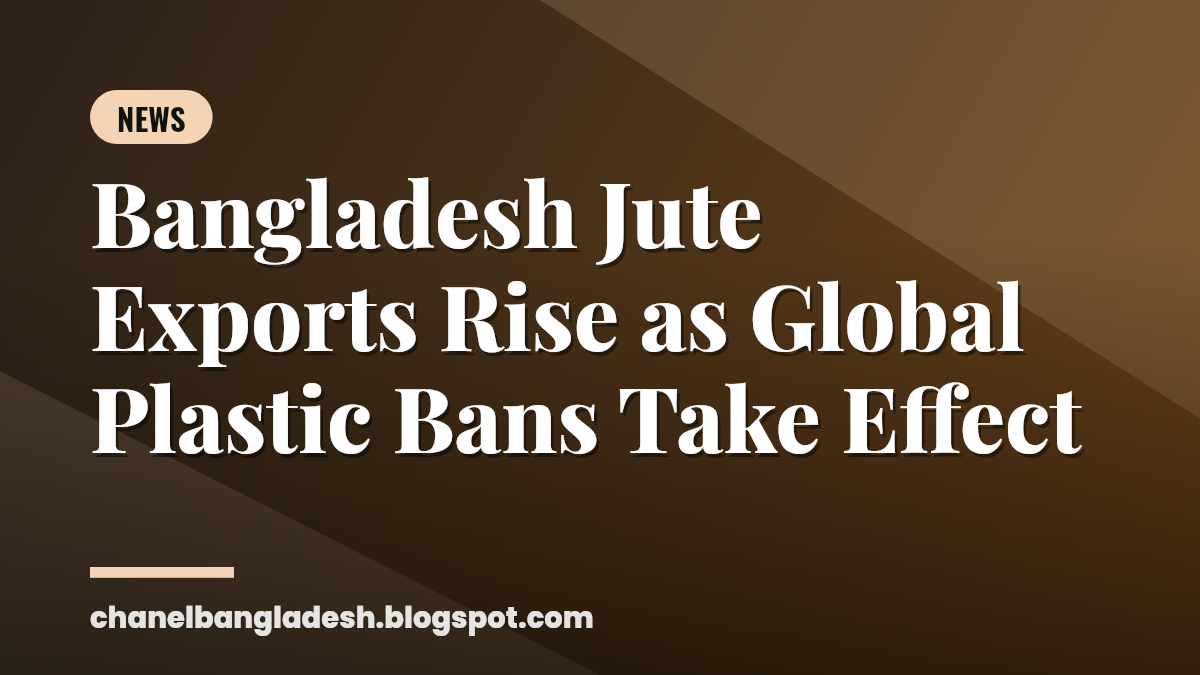 NEWS
Bangladesh Jute
Exports Rise as Global
Plastic Bans Take Effect
chanelbangladesh.blogspot.com